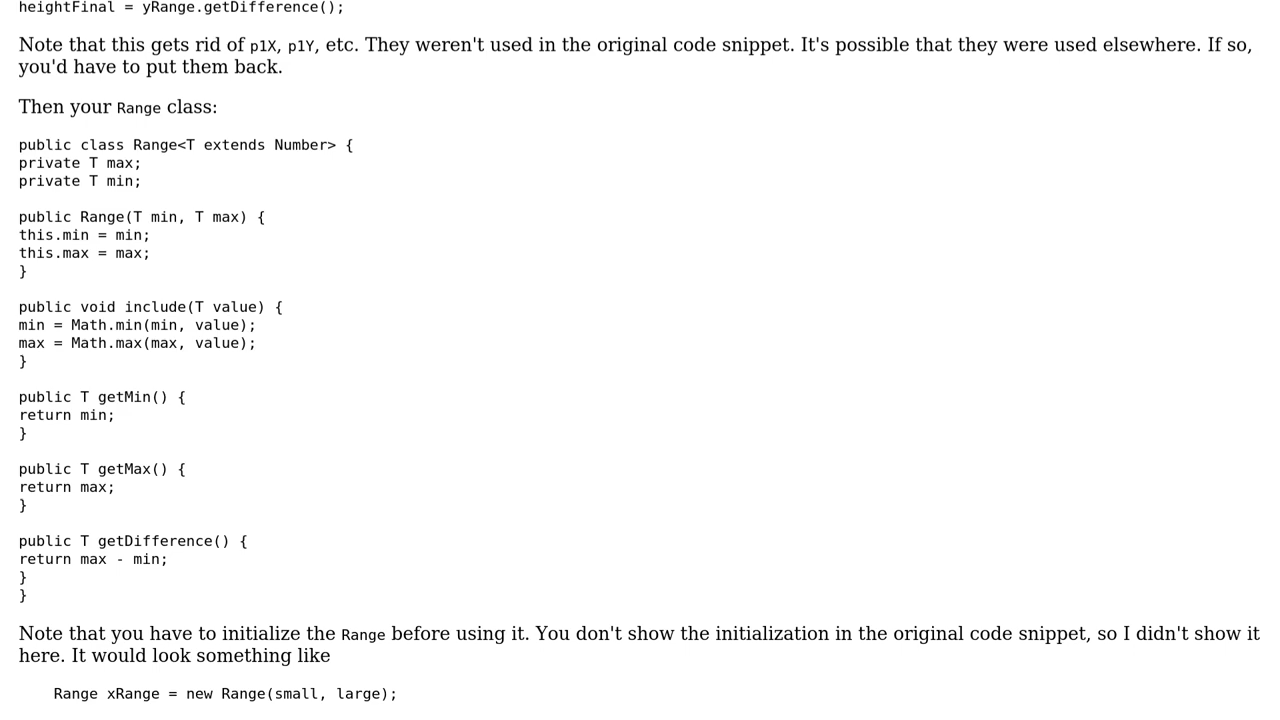 heightFinal = yRange.getDifference();
Note that this gets rid of p1X, p1Y, etc. They weren't used in the original code snippet. It's possible that they were used elsewhere. If so,
you'd have to put them back.
Then your Range class:
public class Range<T extends Number> {
private T max;
private T min;
public Range(T min, T max) {
this.min = min;
this.max = max;
}
public void include(T value) {
min = Math.min(min, value);
max = Math.max(max, value);
}
public T getMin() {
return min;
}
public T getMax() {
return max;
}
public T getDifference() {
return max - min;
}
}
Note that you have to initialize the Range before using it. You don't show the initialization in the original code snippet, so I didn't show it
here. It would look something like
Range xRange = new Range(small, large);